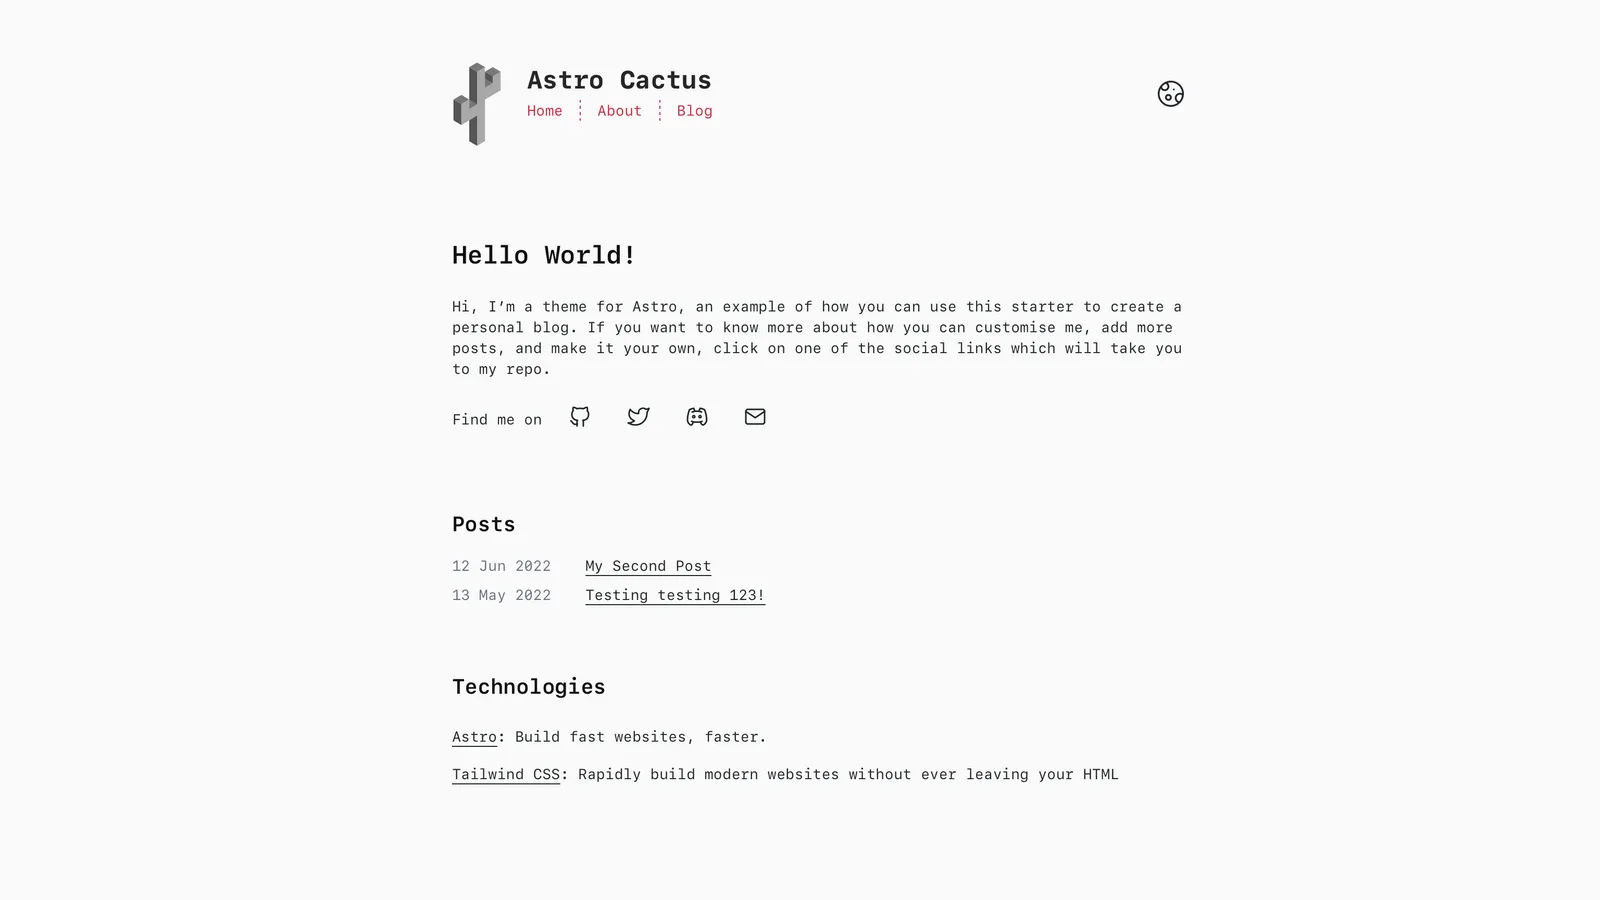 Astro Cactus
Home About Blog
Hello World!
Hi, I’m a theme for Astro, an example of how you can use this starter to create a
personal blog. If you want to know more about how you can customise me, add more
posts, and make it your own, click on one of the social links which will take you
to my repo.
Find me on
Posts
12 Jun 2022 My Second Post
13 May 2022 Testing testing 123!
Technologies
Astro: Build fast websites, faster.
Tailwind CSS: Rapidly build modern websites without ever leaving your HTML